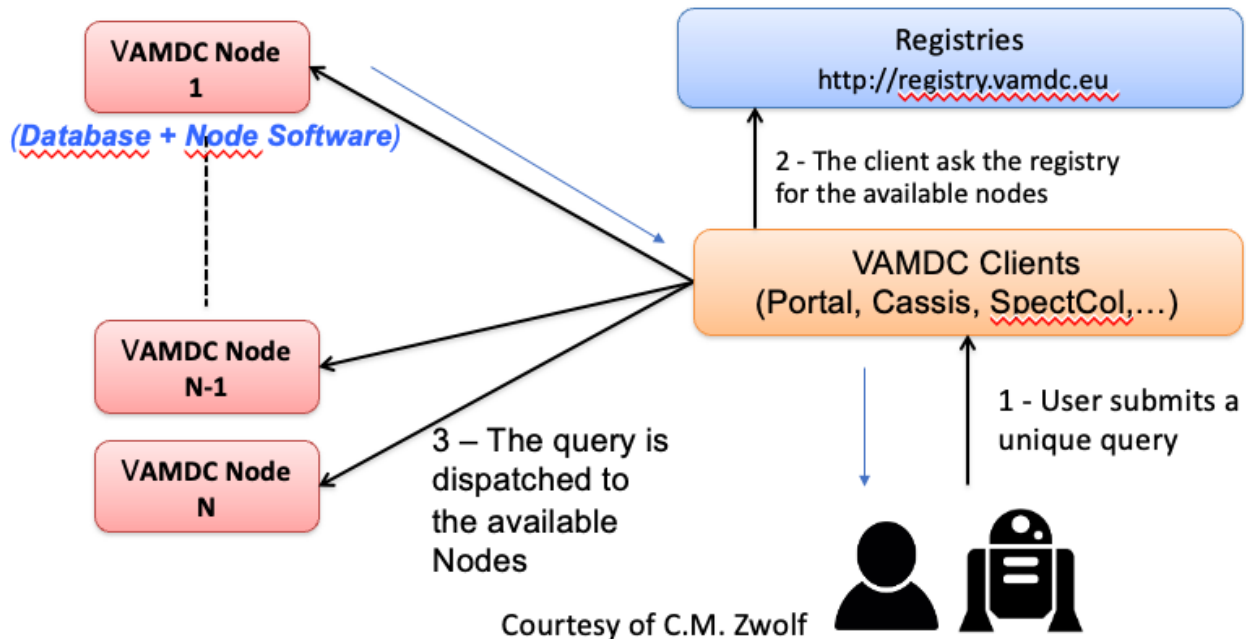 VAMDC Node
1
(Database + Node Software)
VAMDC Node
N-1
VAMDC Node
N
Registries
http://registry.vamdc.eu
2 - The client ask the registry
for the available nodes
VAMDC Clients
(Portal, Cassis, SpectCol,...)
1 - User submits a
unique query
3 – The query is
dispatched to
the available
Nodes
Courtesy of C.M. Zwolf